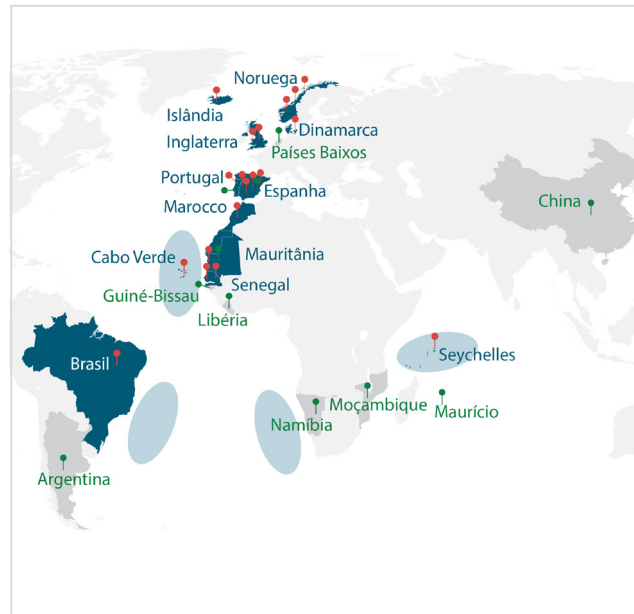 Noruega
Islândia
Inglaterra
Dinamarca
Países Baixos
Portugal
Espanha
Marocco
China
Cabo Verde
Mauritânia
Guiné-Bissau
Senegal
Libéria
Brasil
Seychelles
Moçambique
Namíbia
Maurício
Argentina